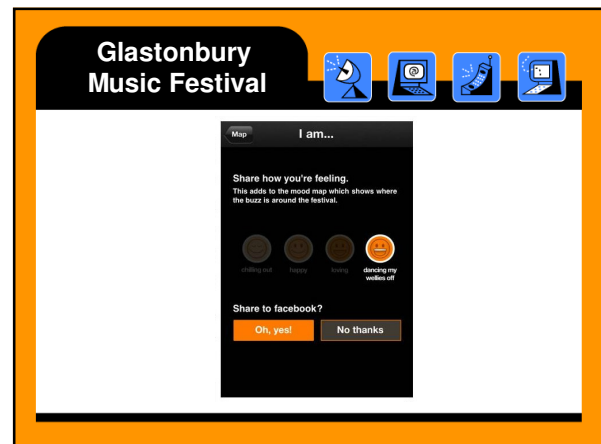 Glastonbury
Music Festival
@
Map
I am...
Share how you're feeling.
This adds to the mood map which shows where
the buzz is around the festival.
chilling out
happy
loving
dancing my
wellies off
Share to facebook?
Oh, yes!
No thanks